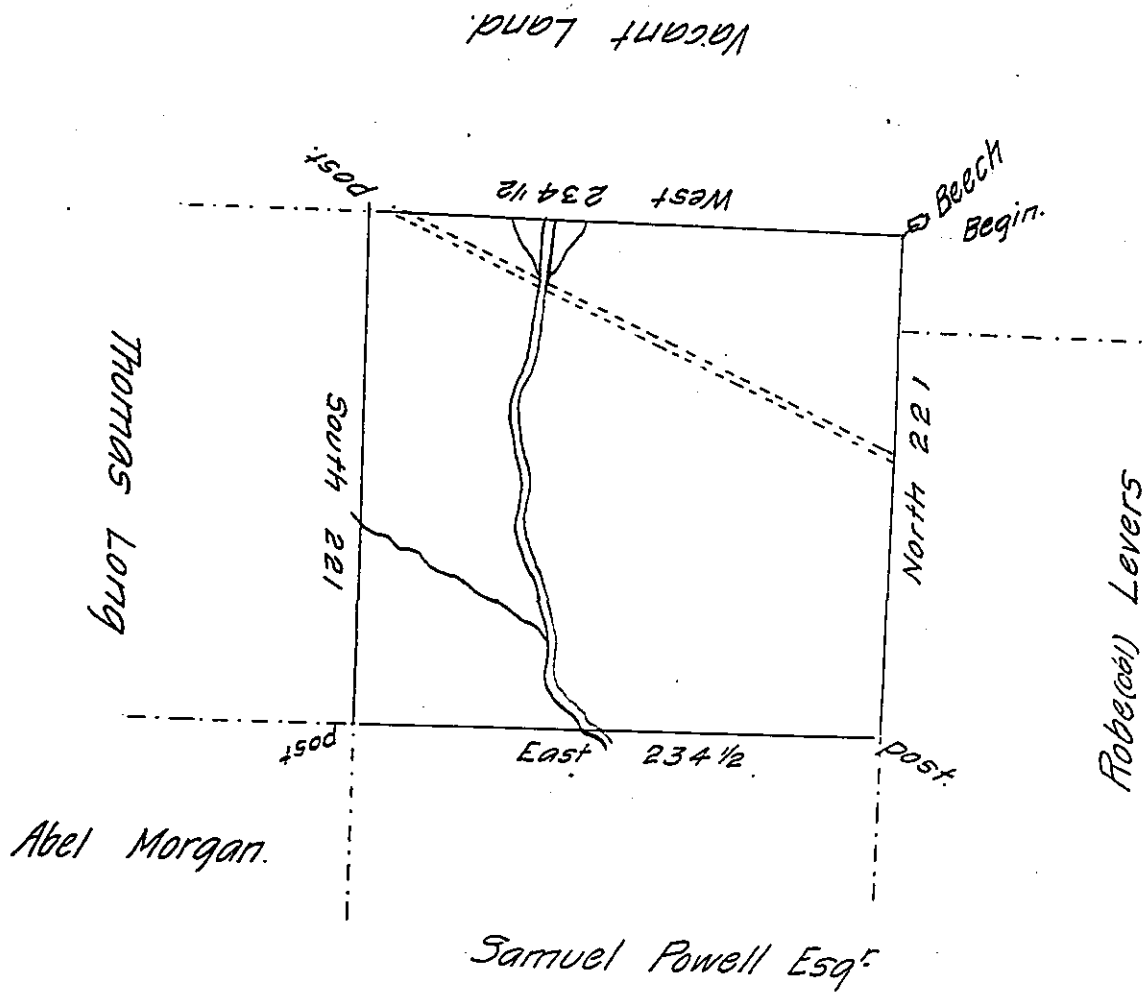 Vacant Land.
post.
West 234 1/2
Beech
Begin.
Thomas Long
South 221
North 221
Robe(001) Levers
post
East 234 1/2
post.
Abel Morgan.
Samuel Powell Esqr.